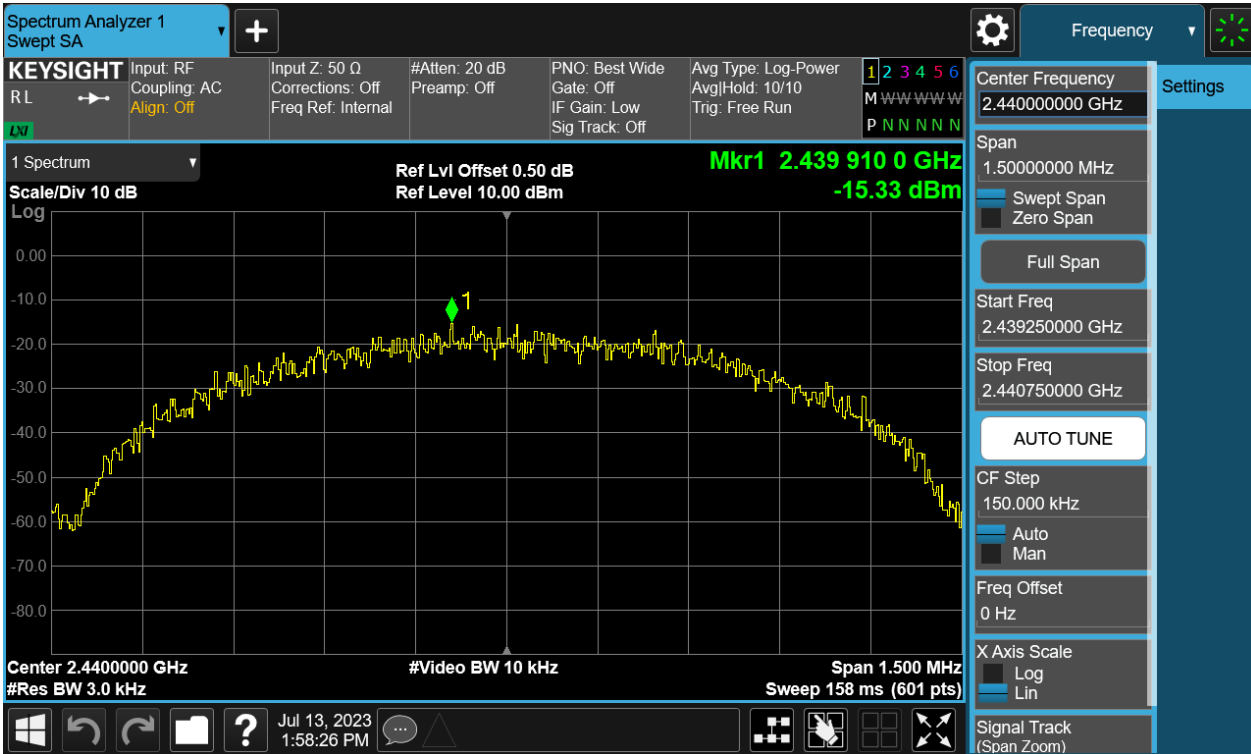 Spectrum Analyzer 1
Swept SA
+
Frequency
KEYSIGHT
R L
LXI
Input: RF
Coupling: AC
Align: Off
Input Z: 50 Ω
Corrections: Off
Freq Ref: Internal
#Atten: 20 dB
Preamp: Off
PNO: Best Wide
Gate: Off
IF Gain: Low
Sig Track: Off
Avg Type: Log-Power
Avg|Hold: 10/10
Trig: Free Run
1 2 3 4 5 6
M W W W W W
P N N N N N
1 Spectrum
Scale/Div 10 dB
Log
Ref Lvl Offset 0.50 dB
Ref Level 10.00 dBm
Mkr1 2.439 910 0 GHz
-15.33 dBm
1
0.00
-10.0
-20.0
-30.0
-40.0
-50.0
-60.0
-70.0
-80.0
Center 2.4400000 GHz
#Res BW 3.0 kHz
#Video BW 10 kHz
Span 1.500 MHz
Sweep 158 ms (601 pts)
Center Frequency
2.440000000 GHz
Settings
Span
1.50000000 MHz
Swept Span
Zero Span
Full Span
Start Freq
2.439250000 GHz
Stop Freq
2.440750000 GHz
AUTO TUNE
CF Step
150.000 kHz
Auto
Man
Freq Offset
0 Hz
X Axis Scale
Log
Lin
Signal Track
(Span Zoom)
?
Jul 13, 2023
1:58:26 PM